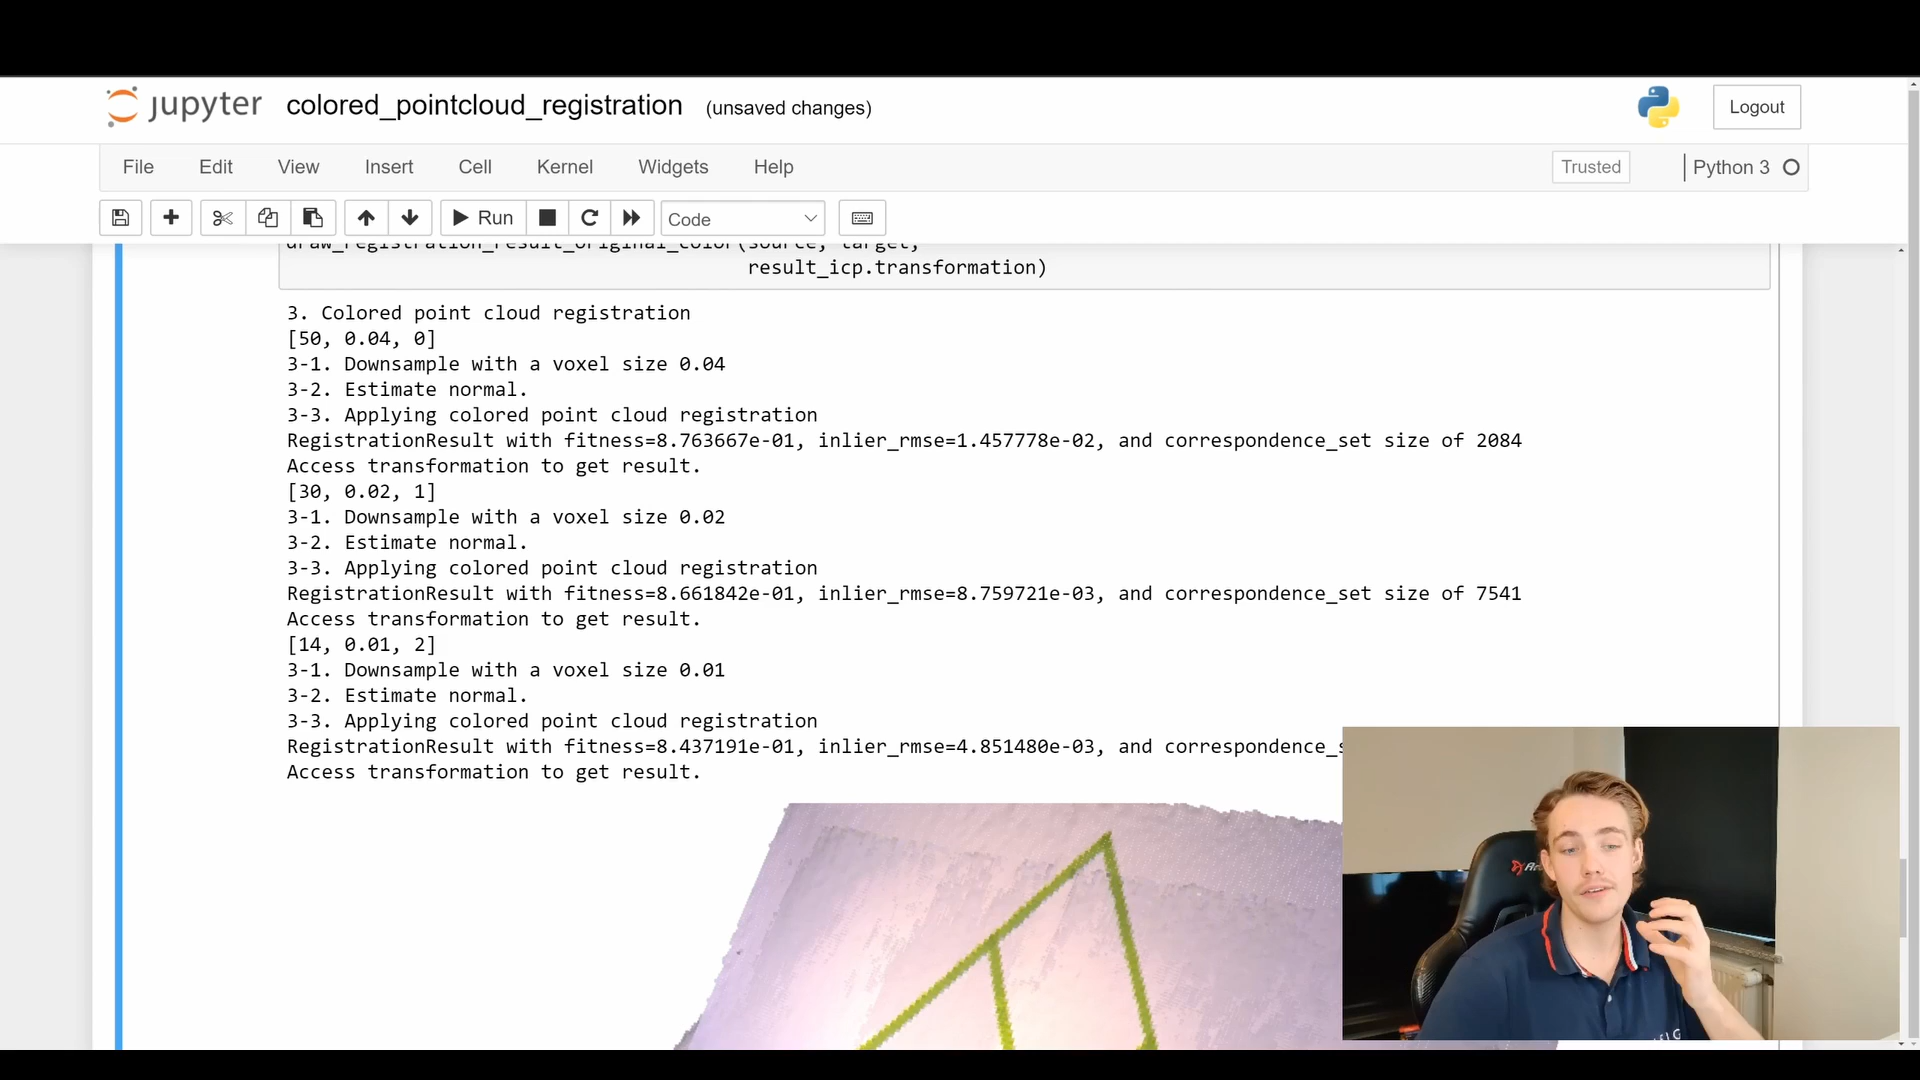 jupyter colored_pointcloud_registration (unsaved changes)
Logout
File Edit View Insert Cell Kernel Widgets Help
Trusted
Python 3
Run
Code
draw_registration_result_original_color(source, target,
result_icp.transformation)
3. Colored point cloud registration
[50, 0.04, 0]
3-1. Downsample with a voxel size 0.04
3-2. Estimate normal.
3-3. Applying colored point cloud registration
RegistrationResult with fitness=8.763667e-01, inlier_rmse=1.457778e-02, and correspondence_set size of 2084
Access transformation to get result.
[30, 0.02, 1]
3-1. Downsample with a voxel size 0.02
3-2. Estimate normal.
3-3. Applying colored point cloud registration
RegistrationResult with fitness=8.661842e-01, inlier_rmse=8.759721e-03, and correspondence_set size of 7541
Access transformation to get result.
[14, 0.01, 2]
3-1. Downsample with a voxel size 0.01
3-2. Estimate normal.
3-3. Applying colored point cloud registration
RegistrationResult with fitness=8.437191e-01, inlier_rmse=4.851480e-03, and correspondence_s
Access transformation to get result.